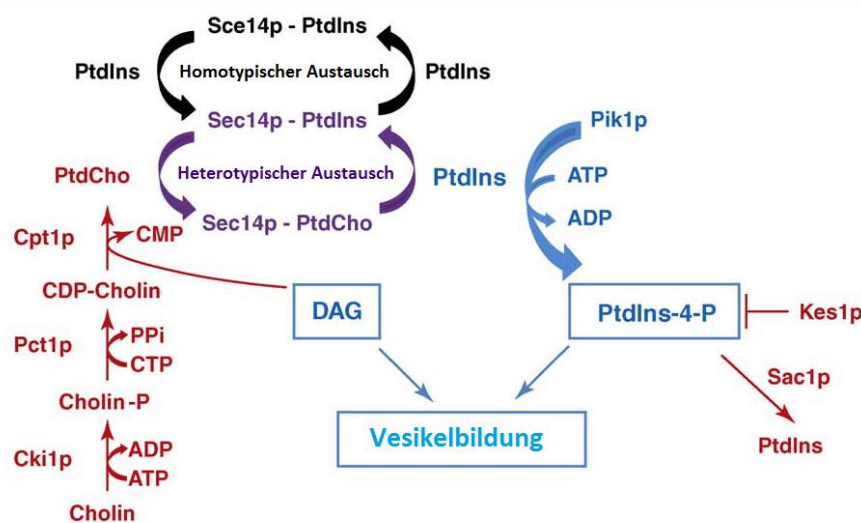 Sce14p - PtdIns
PtdIns
Homotypischer Austausch
PtdIns
Sec14p - PtdIns
Pik1p
PtdCho
Heterotypischer Austausch
PtdIns
ATP
Sec14p - PtdCho
ADP
Cpt1p
CMP
CDP-Cholin
DAG
PtdIns-4-P
Kes1p
Pct1p
PPi
CTP
Sac1p
Cholin-P
Vesikelbildung
PtdIns
Cki1p
ADP
ATP
Cholin